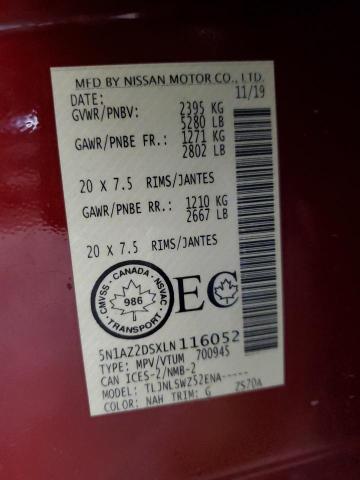 MFD BY NISSAN MOTOR CO., LTD.
DATE: 11/19
GVWR/PNBV: 2395 KG
5280 LB
GAWR/PNBE FR.: 1271 KG
2802 LB
20 X 7.5 RIMS/JANTES
GAWR/PNBE RR.: 1210 KG
2667 LB
20 X 7.5 RIMS/JANTES
CANADA
CMVSS NSVAC
986
TRANSPORT
EC
5N1AZ2DSXLN116052
TYPE: MPV/VTUM 700945
CAN ICES-2/NMB-2
MODEL: TLJNLSWZ52ENA-----
COLOR: NAH TRIM: G 2520A